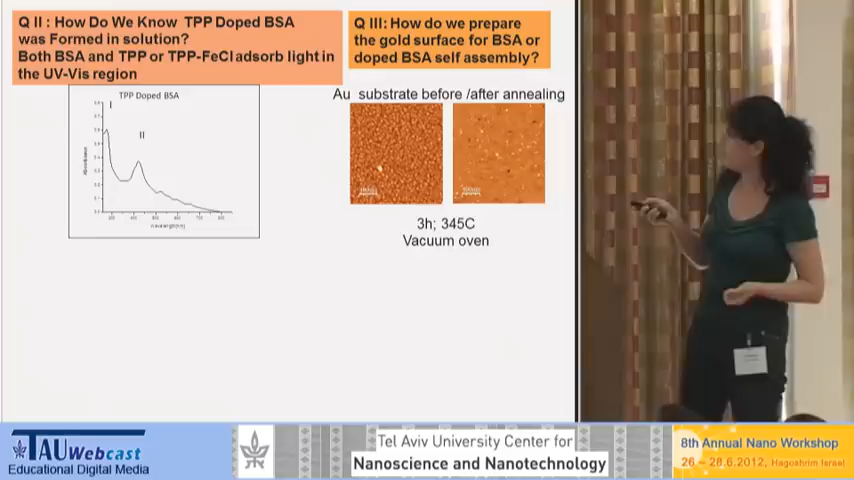 Q II : How Do We Know TPP Doped BSA
was Formed in solution?
Both BSA and TPP or TPP-FeCl adsorb light in
the UV-Vis region
Q III: How do we prepare
the gold surface for BSA or
doped BSA self assembly?
TPP Doped BSA
I
II
Au substrate before /after annealing
3h; 345C
Vacuum oven
TAU Webcast
Educational Digital Media
Tel Aviv University Center for
Nanoscience and Nanotechnology
8th Annual Nano Workshop
26 – 28.6.2012, Hagoshrim Israel